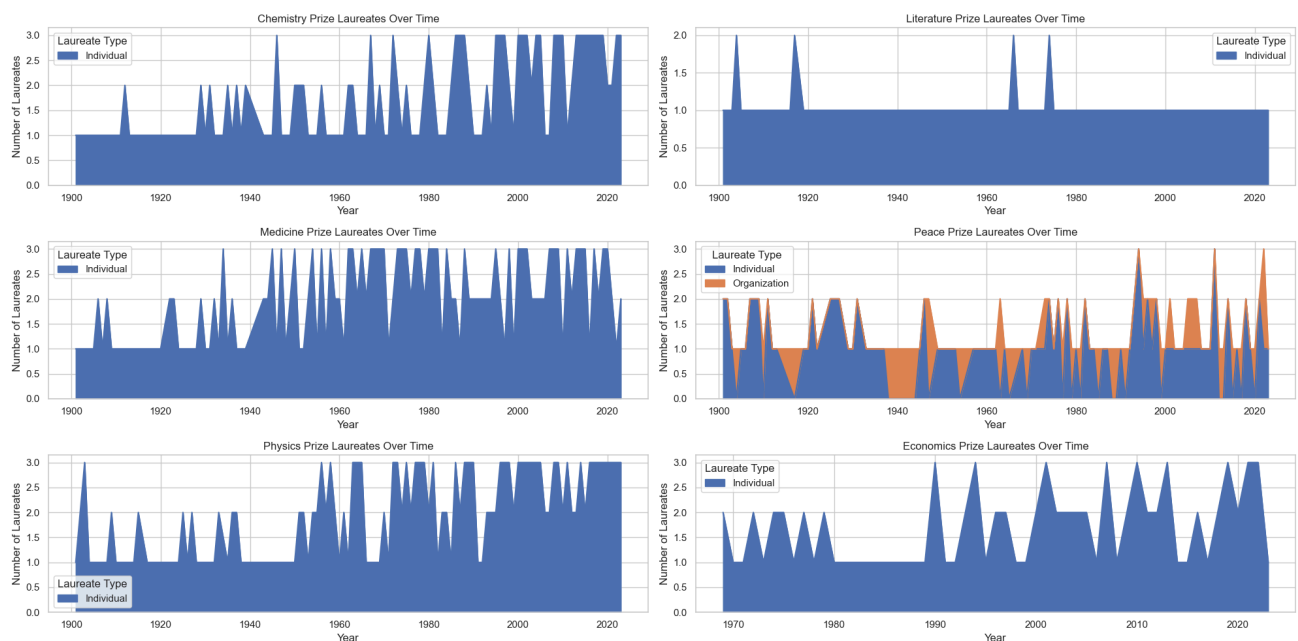 Chemistry Prize Laureates Over Time
Number of Laureates
3.0
2.5
2.0
1.5
1.0
0.5
0.0
Laureate Type
Individual
1900 1920 1940 1960 1980 2000 2020
Year
Literature Prize Laureates Over Time
Number of Laureates
2.0
1.5
1.0
0.5
0.0
Laureate Type
Individual
1900 1920 1940 1960 1980 2000 2020
Year
Medicine Prize Laureates Over Time
Number of Laureates
3.0
2.5
2.0
1.5
1.0
0.5
0.0
Laureate Type
Individual
1900 1920 1940 1960 1980 2000 2020
Year
Peace Prize Laureates Over Time
Number of Laureates
3.0
2.5
2.0
1.5
1.0
0.5
0.0
Laureate Type
Individual
Organization
1900 1920 1940 1960 1980 2000 2020
Year
Physics Prize Laureates Over Time
Number of Laureates
3.0
2.5
2.0
1.5
1.0
0.5
0.0
Laureate Type
Individual
1900 1920 1940 1960 1980 2000 2020
Year
Economics Prize Laureates Over Time
Number of Laureates
3.0
2.5
2.0
1.5
1.0
0.5
0.0
Laureate Type
Individual
1970 1980 1990 2000 2010 2020
Year